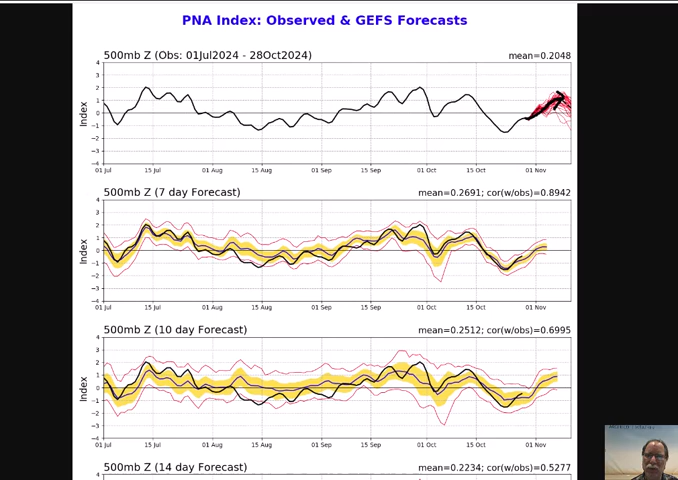 PNA Index: Observed & GEFS Forecasts
500mb Z (Obs: 01Jul2024 - 28Oct2024) mean=0.2048
4
3
2
1
0
−1
−2
−3
−4
Index
01 Jul 15 Jul 01 Aug 15 Aug 01 Sep 15 Sep 01 Oct 15 Oct 01 Nov
500mb Z (7 day Forecast) mean=0.2691; cor(w/obs)=0.8942
4
3
2
1
0
−1
−2
−3
−4
Index
01 Jul 15 Jul 01 Aug 15 Aug 01 Sep 15 Sep 01 Oct 15 Oct 01 Nov
500mb Z (10 day Forecast) mean=0.2512; cor(w/obs)=0.6995
4
3
2
1
0
−1
−2
−3
−4
Index
01 Jul 15 Jul 01 Aug 15 Aug 01 Sep 15 Sep 01 Oct 15 Oct 01 Nov
500mb Z (14 day Forecast) mean=0.2234; cor(w/obs)=0.5277
4